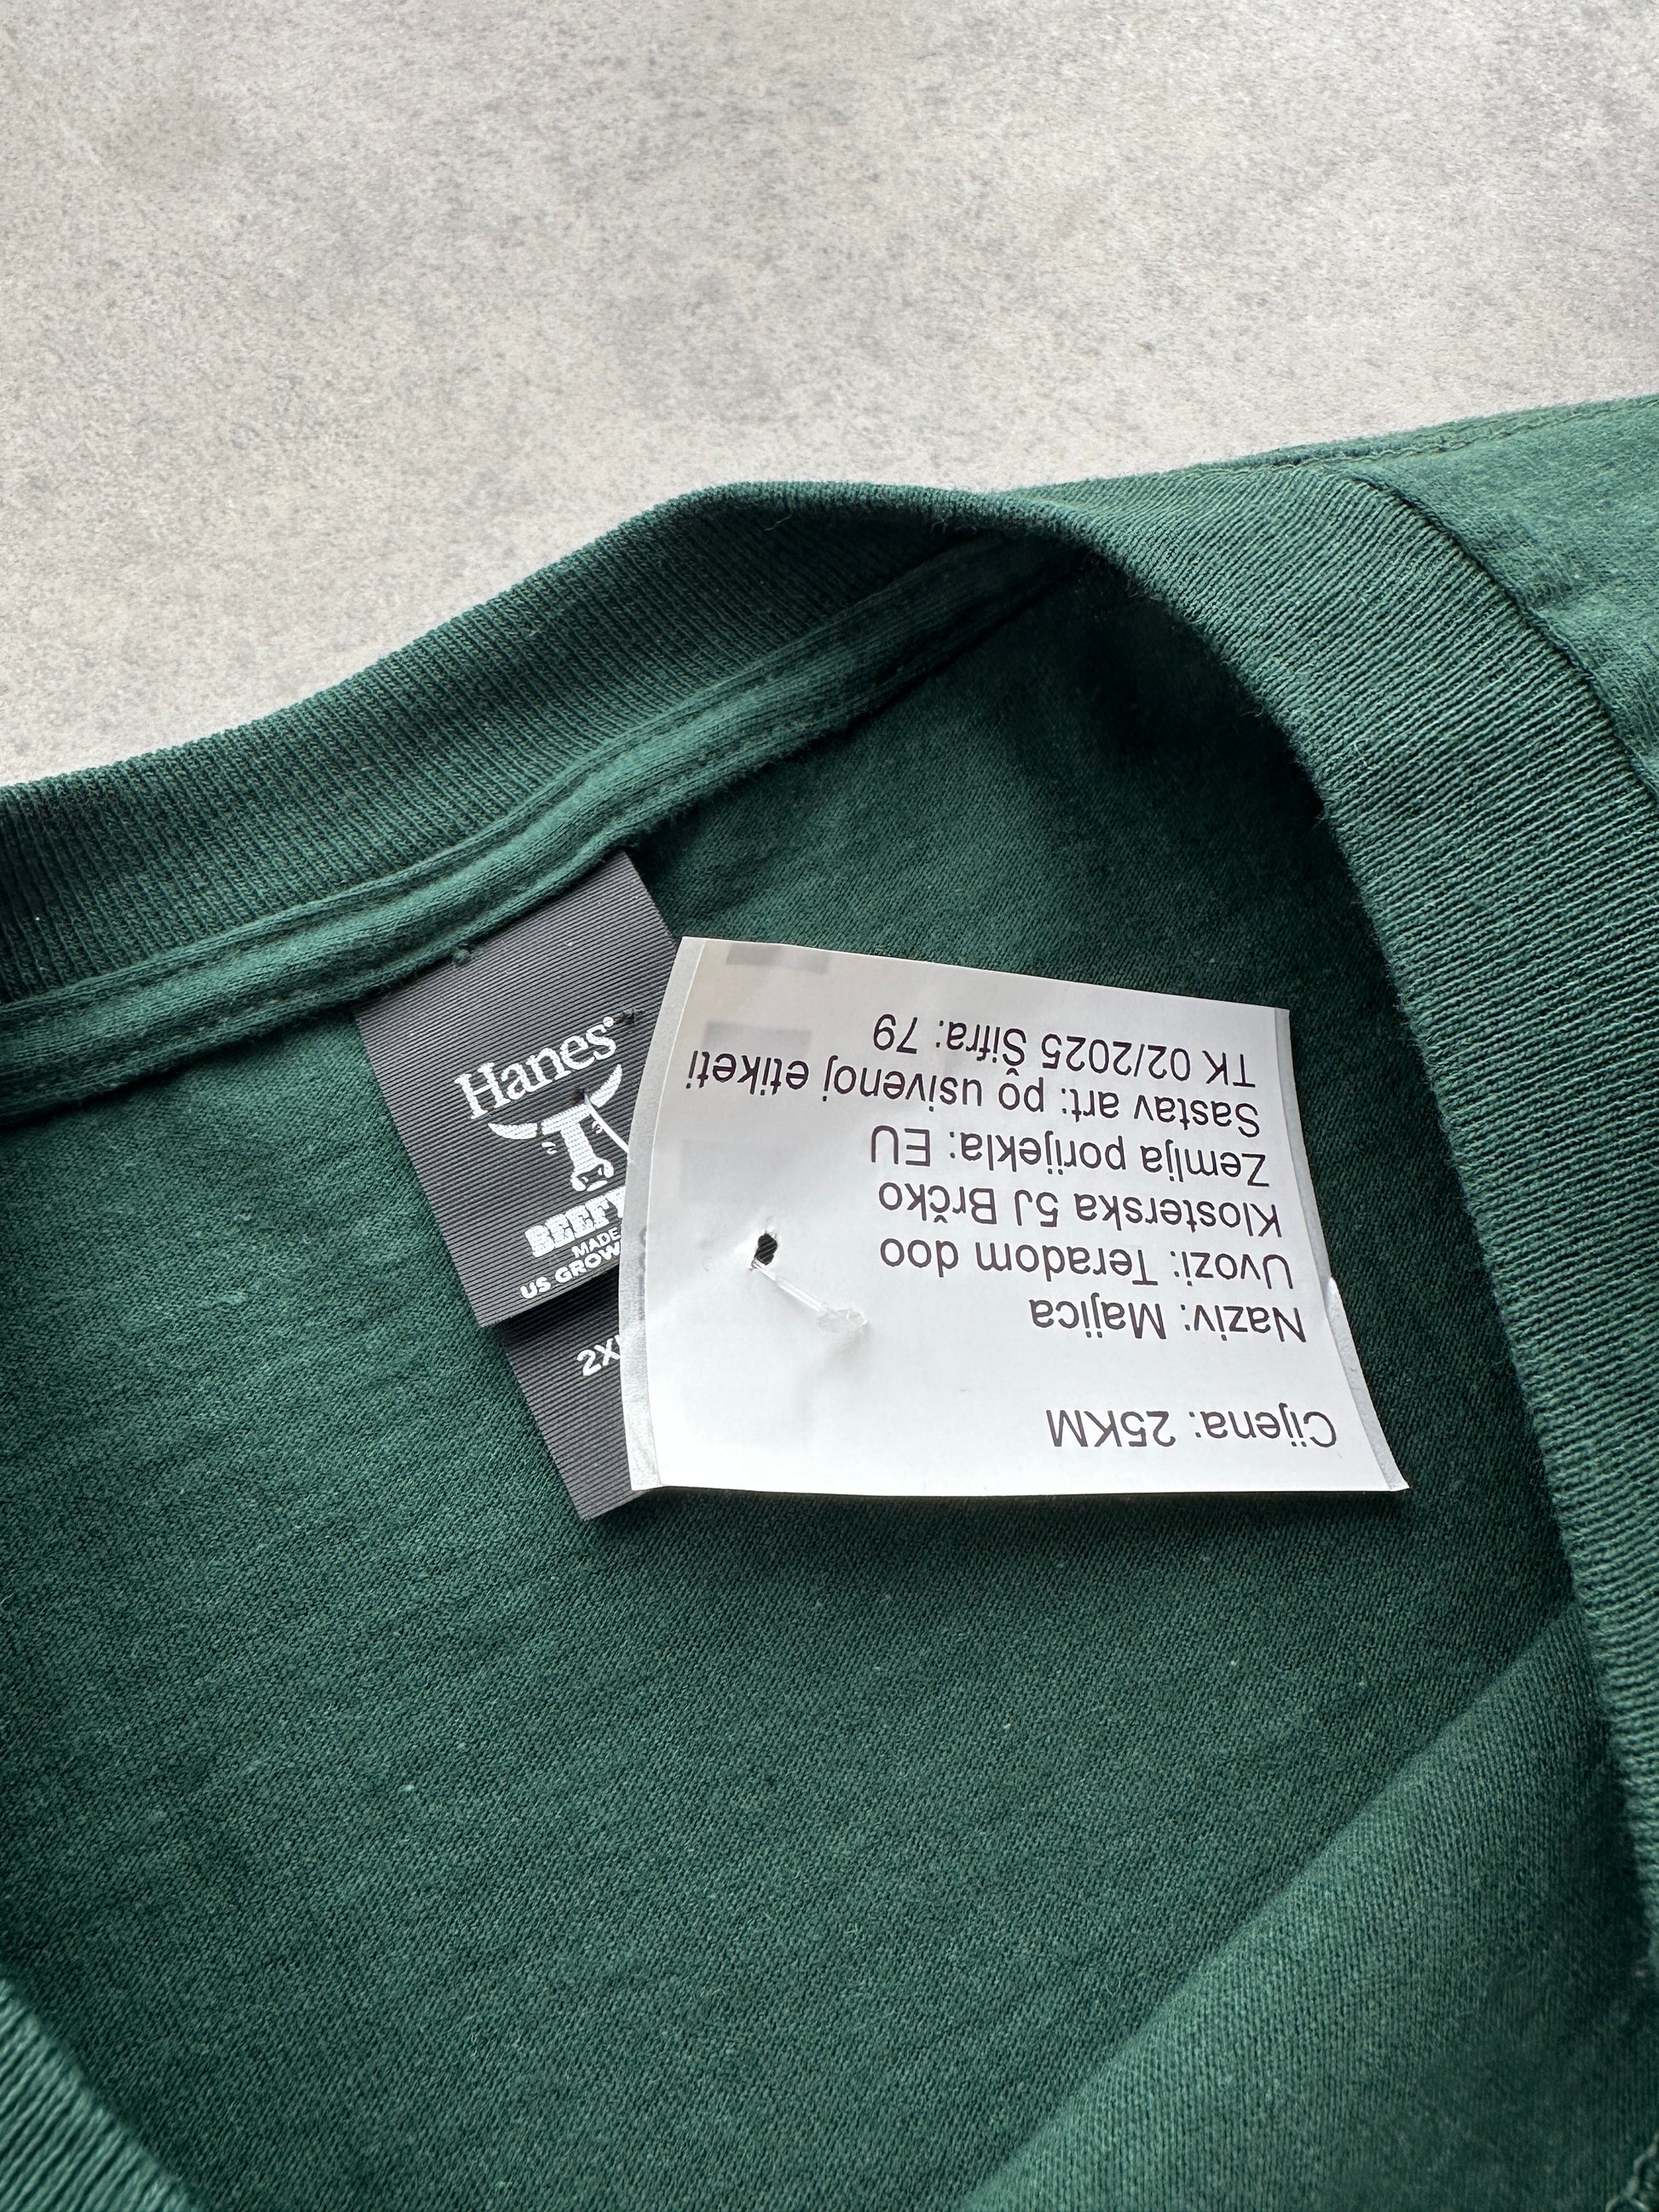 Hanes®
BEEFY
MADE
US GROWN
2XL
Cijena: 25KM
Naziv: Majica
Uvozi: Teradom doo
Klosterska 5J Brčko
Zemlja porijekla: EU
Sastav art: po usivenoj etiketi
TK 02/2025 Šifra: 79